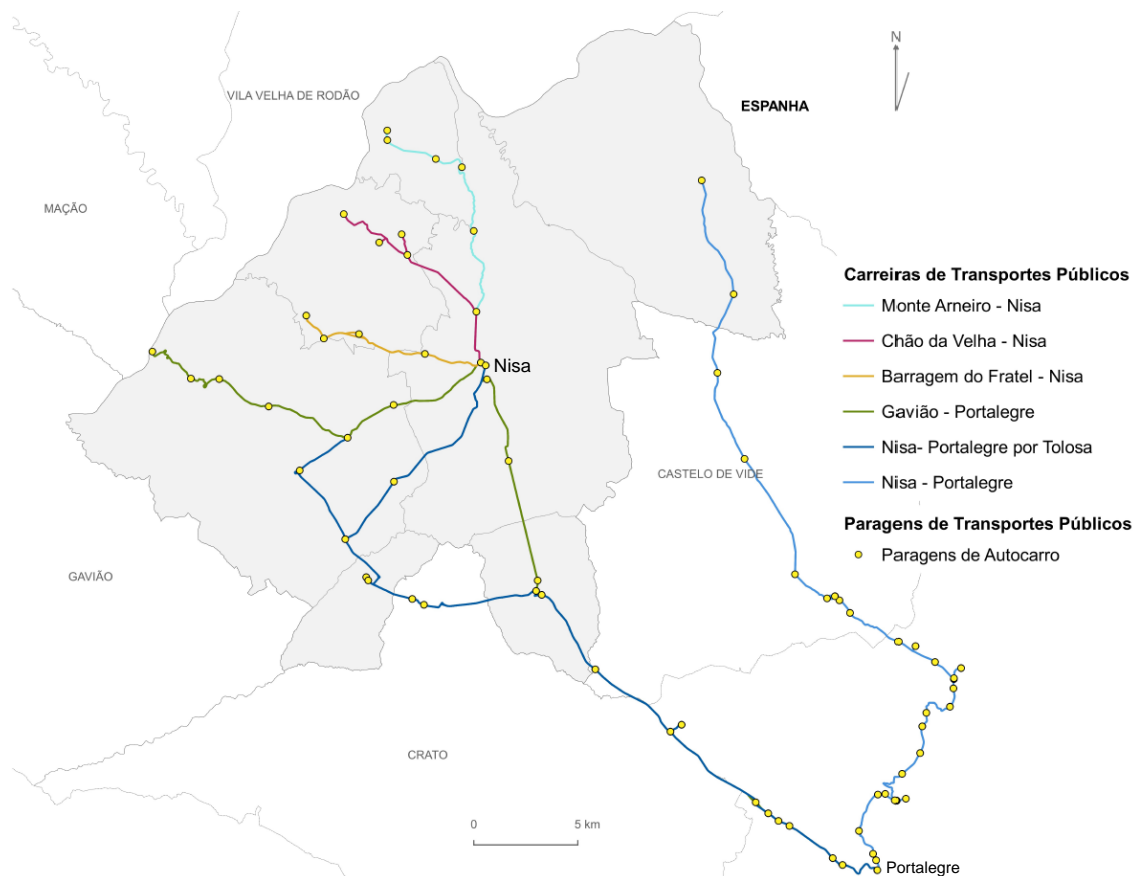 N
VILA VELHA DE RODÃO
ESPANHA
MAÇÃO
Carreiras de Transportes Públicos
Monte Arneiro - Nisa
Chão da Velha - Nisa
Nisa
Barragem do Fratel - Nisa
Gavião - Portalegre
Nisa- Portalegre por Tolosa
CASTELO DE VIDE
Nisa - Portalegre
Paragens de Transportes Públicos
Paragens de Autocarro
GAVIÃO
CRATO
0 5 km
Portalegre